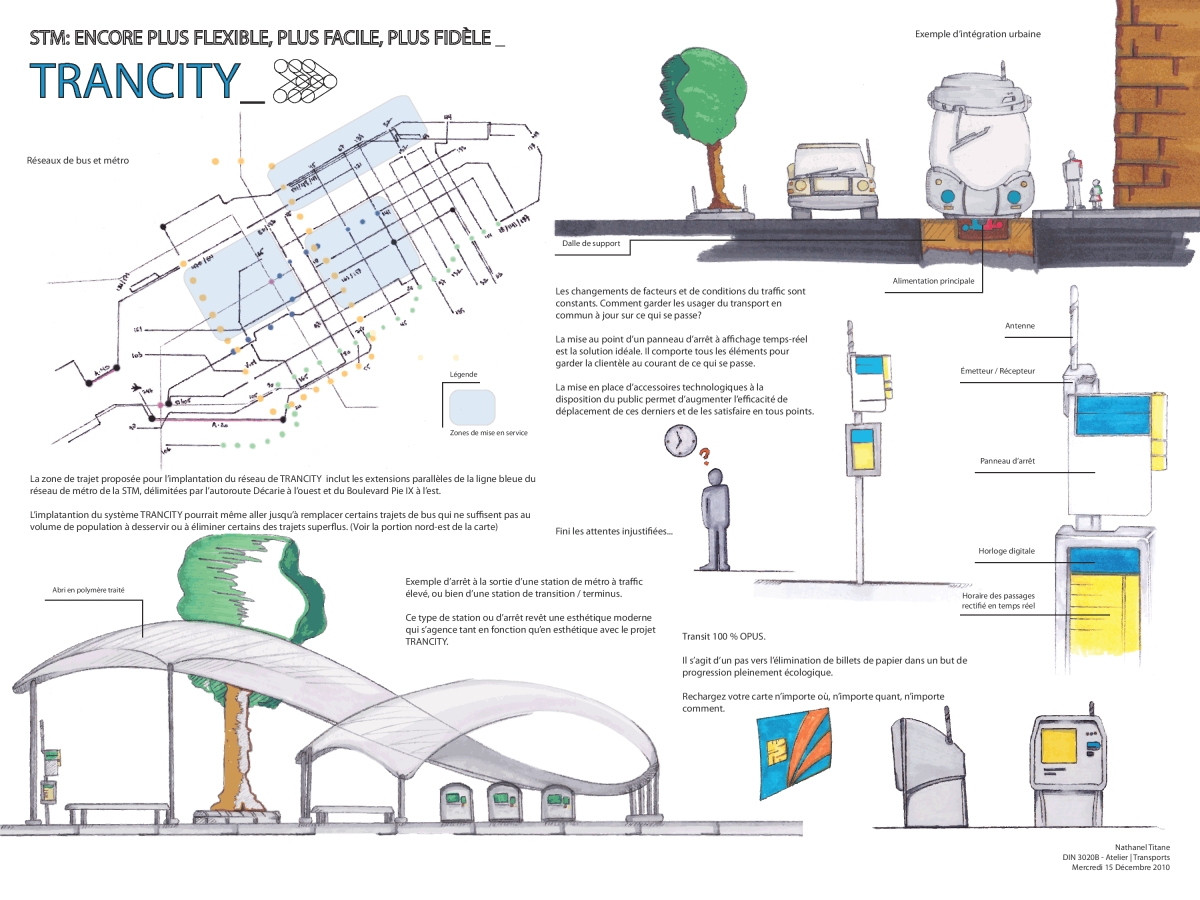 STM: ENCORE PLUS FLEXIBLE, PLUS FACILE, PLUS FIDÈLE _
TRANCITY_
Réseaux de bus et métro
Légende
Zones de mise en service
La zone de trajet proposée pour l'implantation du réseau de TRANCITY inclut les extensions parallèles de la ligne bleue du
réseau de métro de la STM, délimitées par l'autoroute Décarie à l'ouest et du Boulevard Pie IX à l'est.
L'implatantion du système TRANCITY pourrait même aller jusqu'à remplacer certains trajets de bus qui ne suffisent pas au
volume de population à desservir ou à éliminer certains des trajets superflus. (Voir la portion nord-est de la carte)
Abri en polymère traité
Exemple d'arrêt à la sortie d'une station de métro à traffic
élevé, ou bien d'une station de transition / terminus.
Ce type de station ou d'arrêt revêt une esthétique moderne
qui s'agence tant en fonction qu'en esthétique avec le projet
TRANCITY.
Exemple d'intégration urbaine
Dalle de support
Alimentation principale
Les changements de facteurs et de conditions du traffic sont
constants. Comment garder les usager du transport en
commun à jour sur ce qui se passe?
La mise au point d'un panneau d'arrêt à affichage temps-réel
est la solution idéale. Il comporte tous les éléments pour
garder la clientèle au courant de ce qui se passe.
La mise en place d'accessoires technologiques à la
disposition du public permet d'augmenter l'efficacité de
déplacement de ces derniers et de les satisfaire en tous points.
?
Fini les attentes injustifiées...
Antenne
Émetteur / Récepteur
Panneau d'arrêt
Horloge digitale
Horaire des passages
rectifié en temps réel
Transit 100 % OPUS.
Il s'agit d'un pas vers l'élimination de billets de papier dans un but de
progression pleinement écologique.
Rechargez votre carte n'importe où, n'importe quant, n'importe
comment.
Nathanel Titane
DIN 3020B - Atelier | Transports
Mercredi 15 Décembre 2010